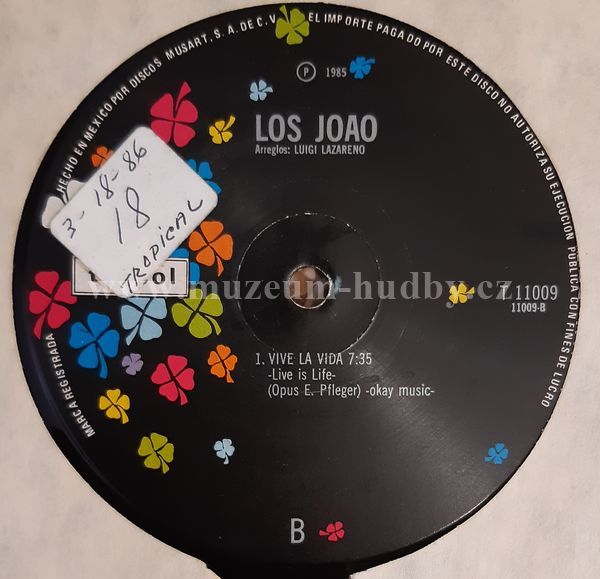 HECHO EN MEXICO POR DISCOS MUSART, S. A. DE C. V.
EL IMPORTE PAGADO POR ESTE DISCO NO AUTORIZA SU EJECUCION PUBLICA CON FINES DE LUCRO
Ⓟ 1985
LOS JOAO
Arreglos: LUIGI LAZARENO
3-18-86
18
TROPICAL
ol
www.muzeum-hudby.cz
T 11009
11009-B
1. VIVE LA VIDA 7:35
-Live is Life-
(Opus E. Pfleger) -okay music-
MARCA REGISTRADA
B